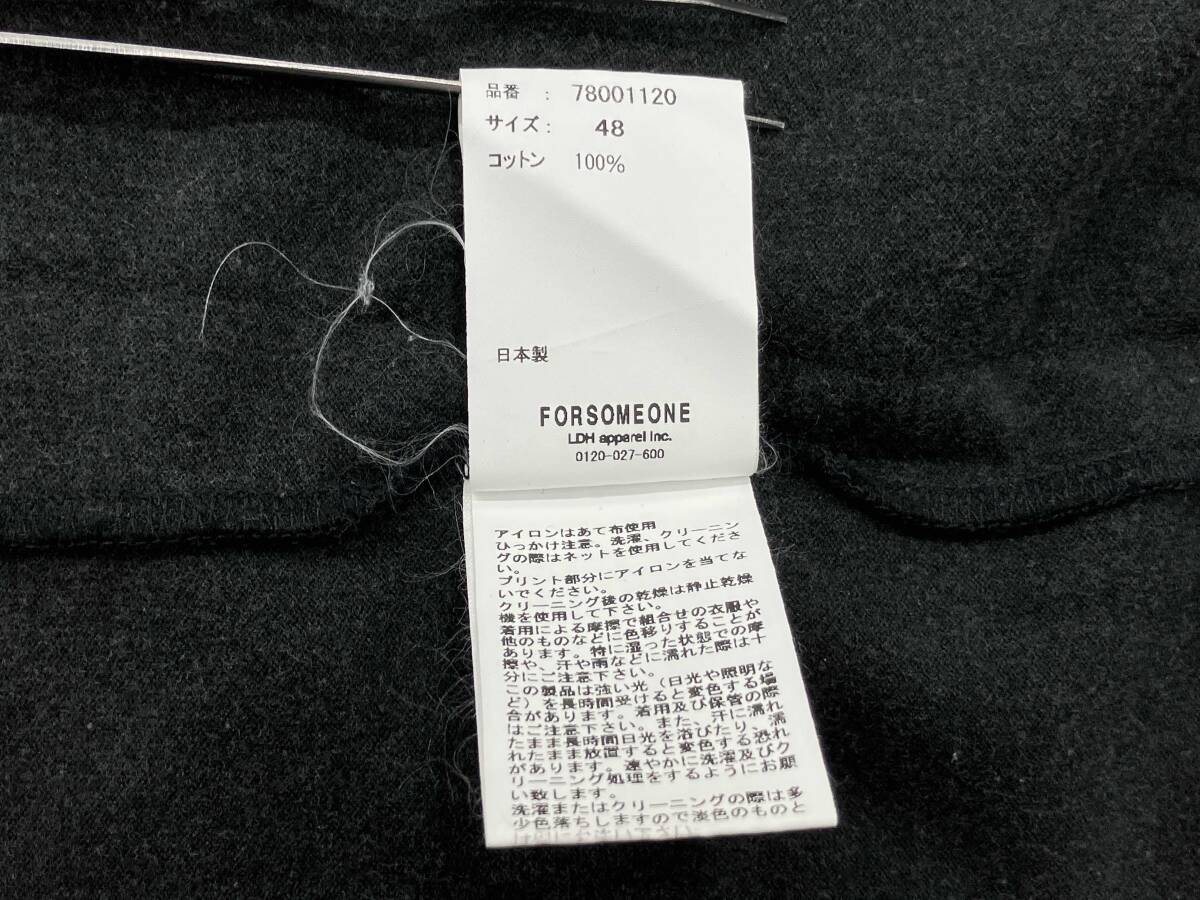 品番 : 78001120
サイズ: 48
コットン 100%
日本製
FORSOMEONE
LDH apparel Inc.
0120-027-600
アイロンはあて布使用
ひっかけ注意。洗濯、クリーニン
グの際はネットを使用してくださ
い。
プリント部分にアイロンを当てな
いでください。
クリーニング後の乾燥は静止乾燥
機を使用して下さい。
着用による摩擦で組合せの衣服や
他のものなどに色移りすることが
あります。特に湿った状態での摩
擦や、汗や雨などに濡れた際は十
分にご注意下さい。
この製品は強い光（日光や照明な
ど）を長時間受けると変色する場
合があります。着用及び保管の際
はご注意下さい。また、汗に濡れ
たまま長時間日光を浴びたり、濡
れたまま放置すると変色する恐れ
があります。速やかに洗濯及びク
リーニング処理をするようにお願
い致します。
洗濯またはクリーニングの際は多
少色落ちしますので淡色のものと